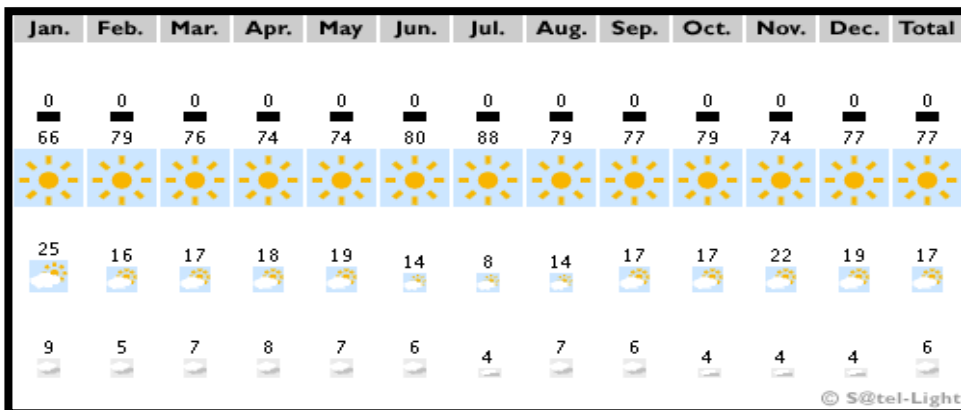 Jan. Feb. Mar. Apr. May Jun. Jul. Aug. Sep. Oct. Nov. Dec. Total
0 0 0 0 0 0 0 0 0 0 0 0 0
66 79 76 74 74 80 88 79 77 79 74 77 77
25 16 17 18 19 14 8 14 17 17 22 19 17
9 5 7 8 7 6 4 7 6 4 4 4 6
© S@tel-Light